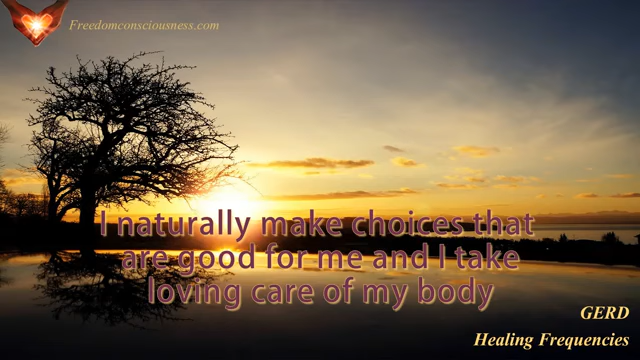 Freedomconsciousness.com
I naturally make choices that
are good for me and I take
loving care of my body
GERD
Healing Frequencies